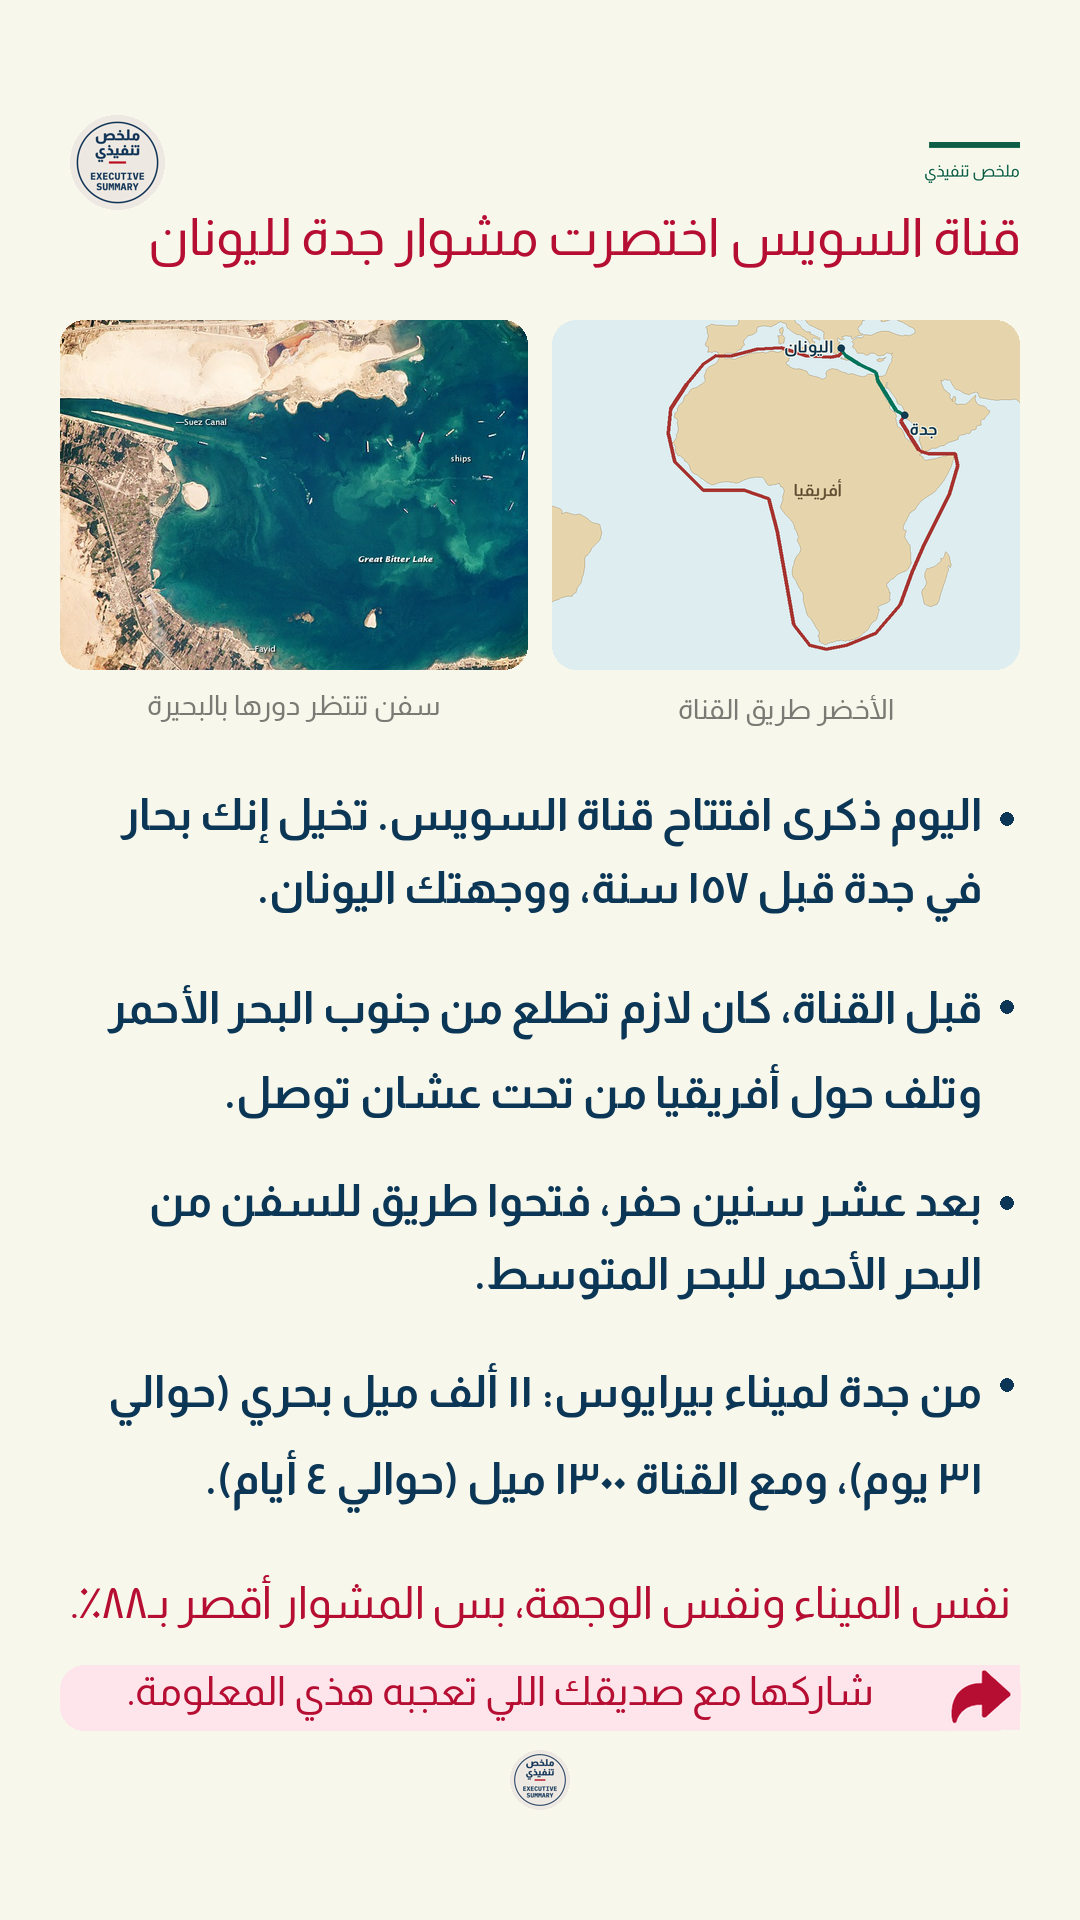 ملخص
تنفيذي
EXECUTIVE
SUMMARY
ملخص تنفيذي
قناة السويس اختصرت مشوار جدة لليونان
اليونان
جدة
أفريقيا
Suez Canal
ships
Great Bitter Lake
Fayid
الأخضر طريق القناة
سفن تنتظر دورها بالبحيرة
• اليوم ذكرى افتتاح قناة السويس. تخيل إنك بحار
في جدة قبل ١٥٧ سنة، ووجهتك اليونان.
• قبل القناة، كان لازم تطلع من جنوب البحر الأحمر
وتلف حول أفريقيا من تحت عشان توصل.
• بعد عشر سنين حفر، فتحوا طريق للسفن من
البحر الأحمر للبحر المتوسط.
• من جدة لميناء بيرايوس: ١١ ألف ميل بحري (حوالي
٣١ يوم)، ومع القناة ١٣٠٠ ميل (حوالي ٤ أيام).
نفس الميناء ونفس الوجهة، بس المشوار أقصر بـ٨٨٪.
شاركها مع صديقك اللي تعجبه هذي المعلومة.
ملخص
تنفيذي
EXECUTIVE
SUMMARY